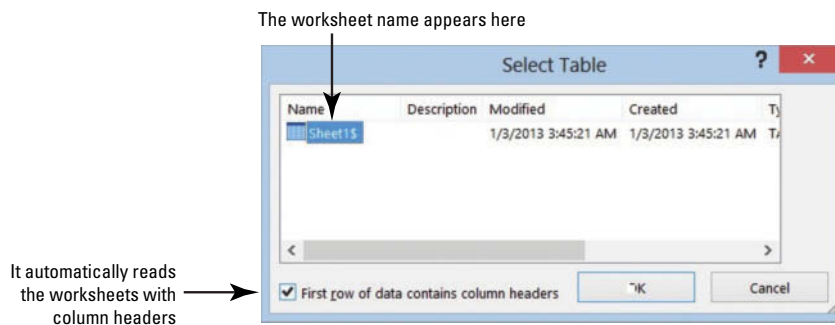 The worksheet name appears here
Select Table
?
×
Name Description Modified Created
Sheet1$ 1/3/2013 3:45:21 AM 1/3/2013 3:45:21 AM
<
>
It automatically reads
the worksheets with
column headers
First row of data contains column headers
Cancel